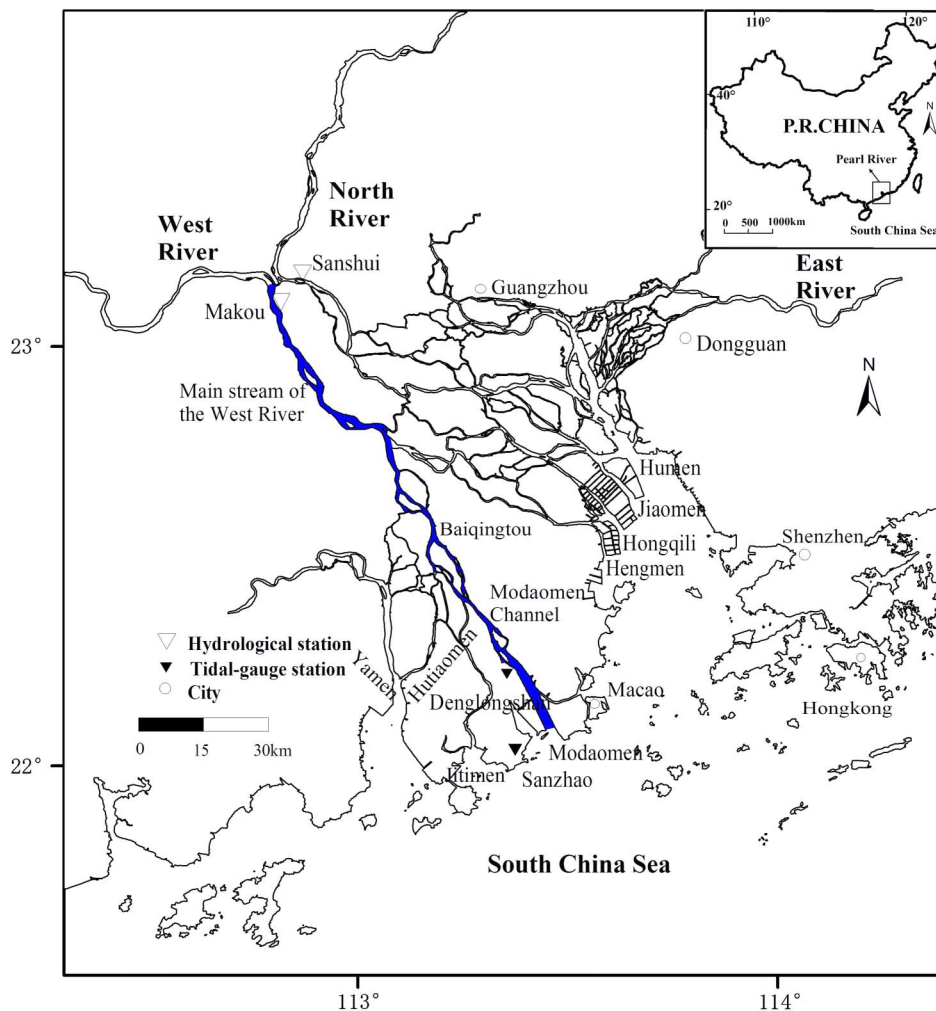 110°
120°
40°
P.R.CHINA
N
Pearl River
20°
0 500 1000km
South China Sea
North
River
West
River
Sanshui
East
River
Guangzhou
Makou
Dongguan
23°
N
Main stream of
the West River
Humen
Jiaomen
Baiqingtou
Shenzhen
Hongqili
Hengmen
Modaomen
Channel
Hydrological station
Tidal-gauge station
City
Yamen
Hutiaomen
Macao
Denglongshan
Hongkong
0 15 30km
Modaomen
22°
Jitimen
Sanzhao
South China Sea
113°
114°